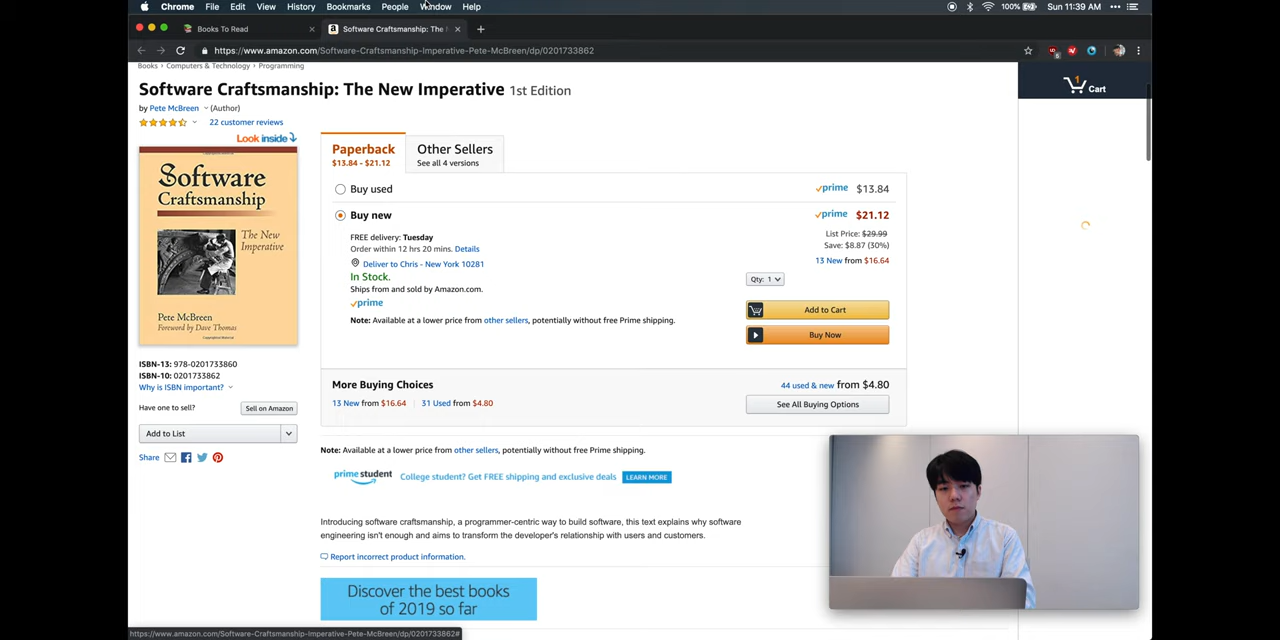 Chrome File Edit View History Bookmarks People Window Help
100% Sun 11:39 AM
Books To Read
Software Craftsmanship: The
https://www.amazon.com/Software-Craftsmanship-Imperative-Pete-McBreen/dp/0201733862
Books › Computers & Technology › Programming
1
Cart
Software Craftsmanship: The New Imperative 1st Edition
by Pete McBreen (Author)
22 customer reviews
Look inside
Software
Craftsmanship
The New
Imperative
Pete McBreen
Foreword by Dave Thomas
ISBN-13: 978-0201733860
ISBN-10: 0201733862
Why is ISBN important?
Have one to sell? Sell on Amazon
Add to List
Share
Paperback
$13.84 - $21.12
Other Sellers
See all 4 versions
Buy used prime $13.84
Buy new prime $21.12
List Price: $29.99
Save: $8.87 (30%)
13 New from $16.64
FREE delivery: Tuesday
Order within 12 hrs 20 mins. Details
Deliver to Chris - New York 10281
In Stock.
Ships from and sold by Amazon.com.
prime
Note: Available at a lower price from other sellers, potentially without free Prime shipping.
Qty: 1
Add to Cart
Buy Now
More Buying Choices
13 New from $16.64 | 31 Used from $4.80
44 used & new from $4.80
See All Buying Options
Note: Available at a lower price from other sellers, potentially without free Prime shipping.
prime student College student? Get FREE shipping and exclusive deals LEARN MORE
Introducing software craftsmanship, a programmer-centric way to build software, this text explains why software
engineering isn't enough and aims to transform the developer's relationship with users and customers.
Report incorrect product information.
Discover the best books
of 2019 so far
https://www.amazon.com/Software-Craftsmanship-Imperative-Pete-McBreen/dp/0201733862#